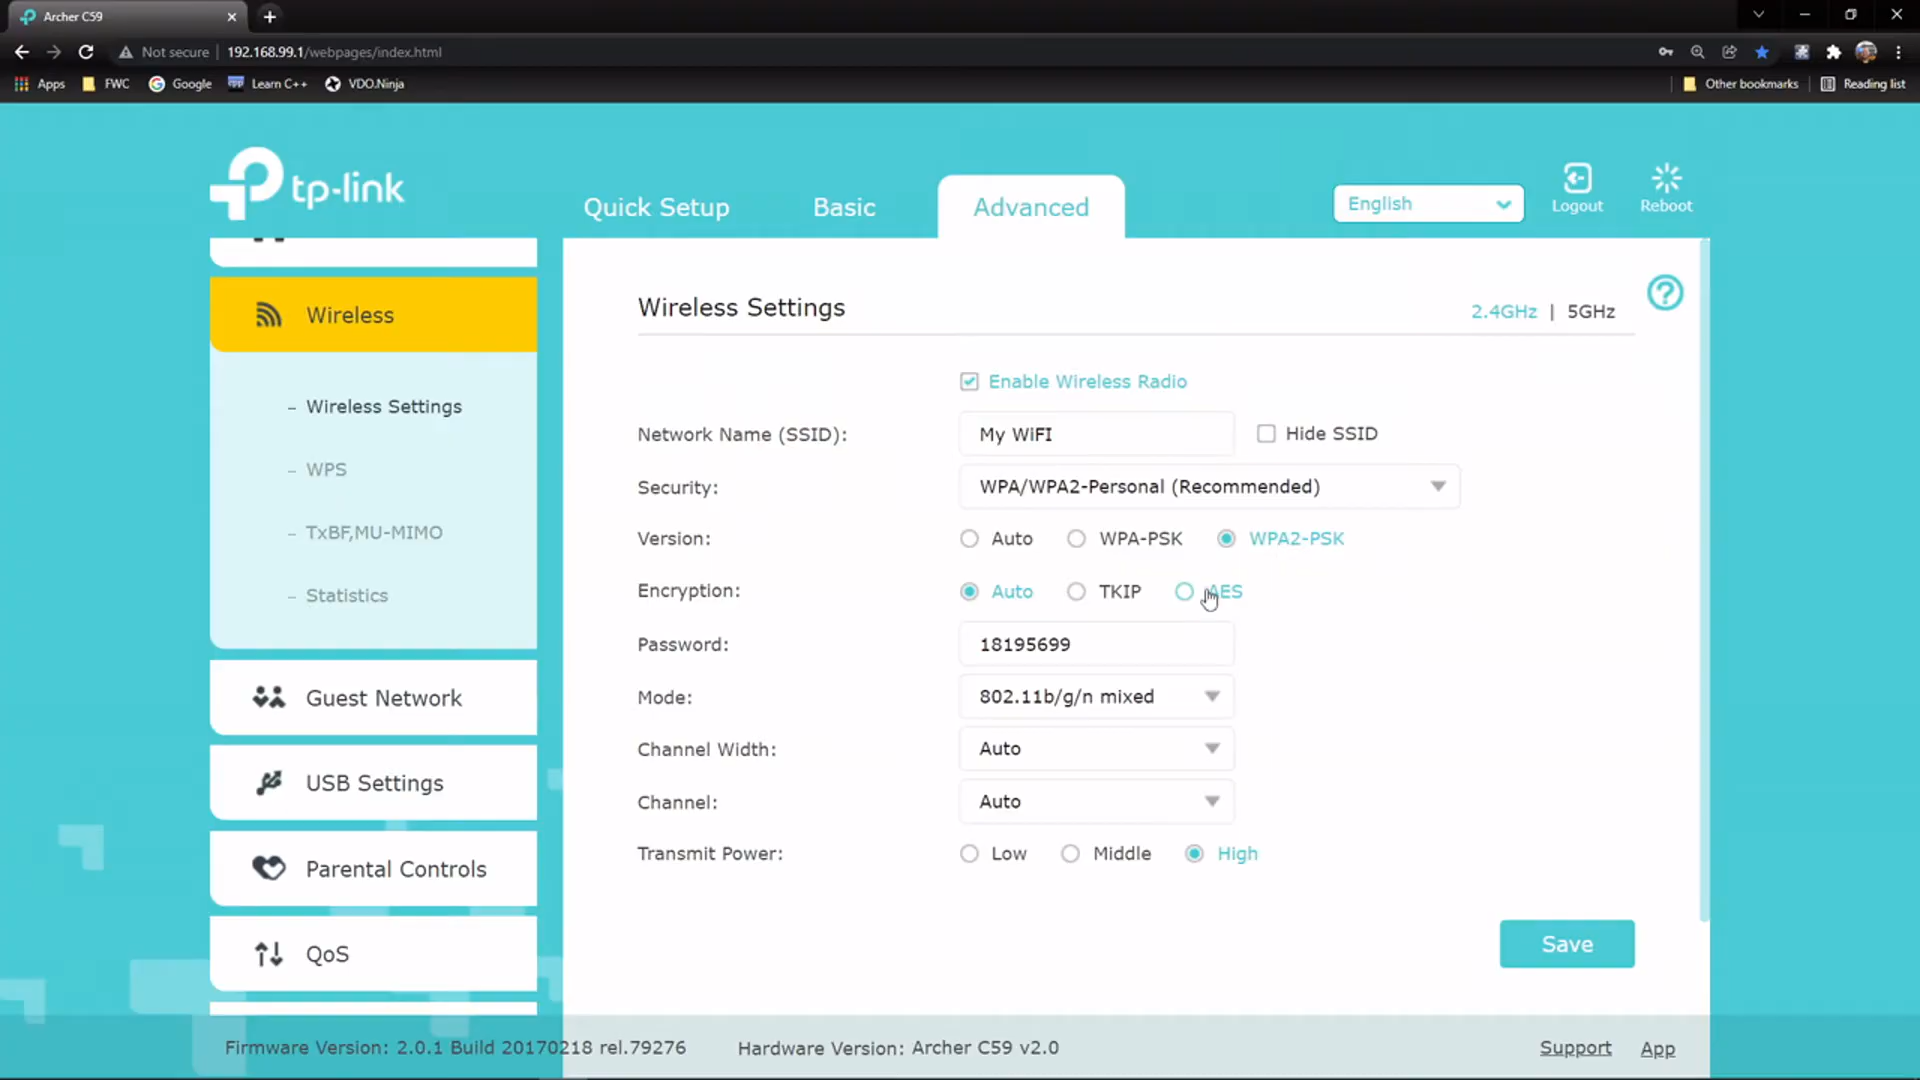 Archer C59
Not secure 192.168.99.1/webpages/index.html
Apps FWC Google Learn C++ VDO.Ninja Other bookmarks Reading list
tp-link
Quick Setup Basic Advanced English Logout Reboot
Wireless
- Wireless Settings
- WPS
- TxBF,MU-MIMO
- Statistics
Guest Network
USB Settings
Parental Controls
QoS
Wireless Settings 2.4GHz | 5GHz
Enable Wireless Radio
Network Name (SSID): My WiFI Hide SSID
Security: WPA/WPA2-Personal (Recommended)
Version: Auto WPA-PSK WPA2-PSK
Encryption: Auto TKIP AES
Password: 18195699
Mode: 802.11b/g/n mixed
Channel Width: Auto
Channel: Auto
Transmit Power: Low Middle High
Save
Firmware Version: 2.0.1 Build 20170218 rel.79276 Hardware Version: Archer C59 v2.0 Support App